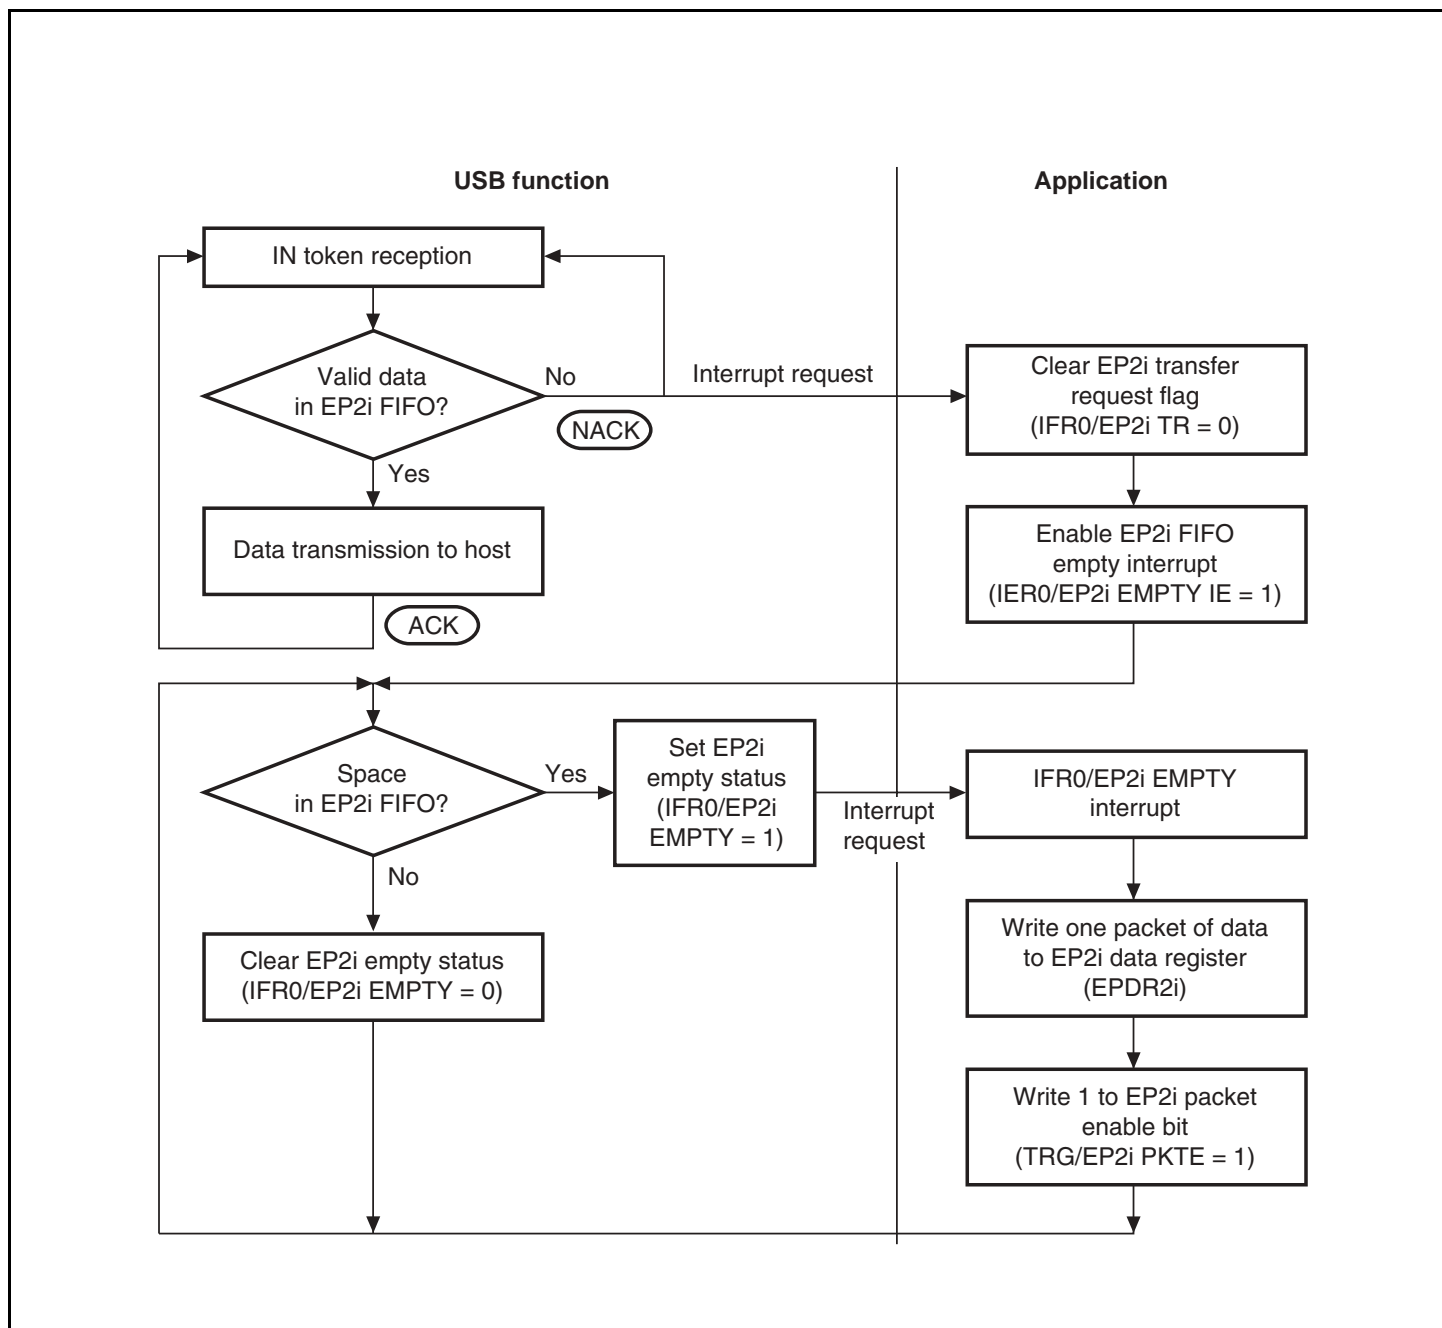 USB function
Application
IN token reception
Valid data
in EP2i FIFO?
No
NACK
Interrupt request
Clear EP2i transfer
request flag
(IFR0/EP2i TR = 0)
Yes
Data transmission to host
ACK
Enable EP2i FIFO
empty interrupt
(IER0/EP2i EMPTY IE = 1)
Space
in EP2i FIFO?
Yes
Set EP2i
empty status
(IFR0/EP2i
EMPTY = 1)
Interrupt
request
IFR0/EP2i EMPTY
interrupt
No
Clear EP2i empty status
(IFR0/EP2i EMPTY = 0)
Write one packet of data
to EP2i data register
(EPDR2i)
Write 1 to EP2i packet
enable bit
(TRG/EP2i PKTE = 1)